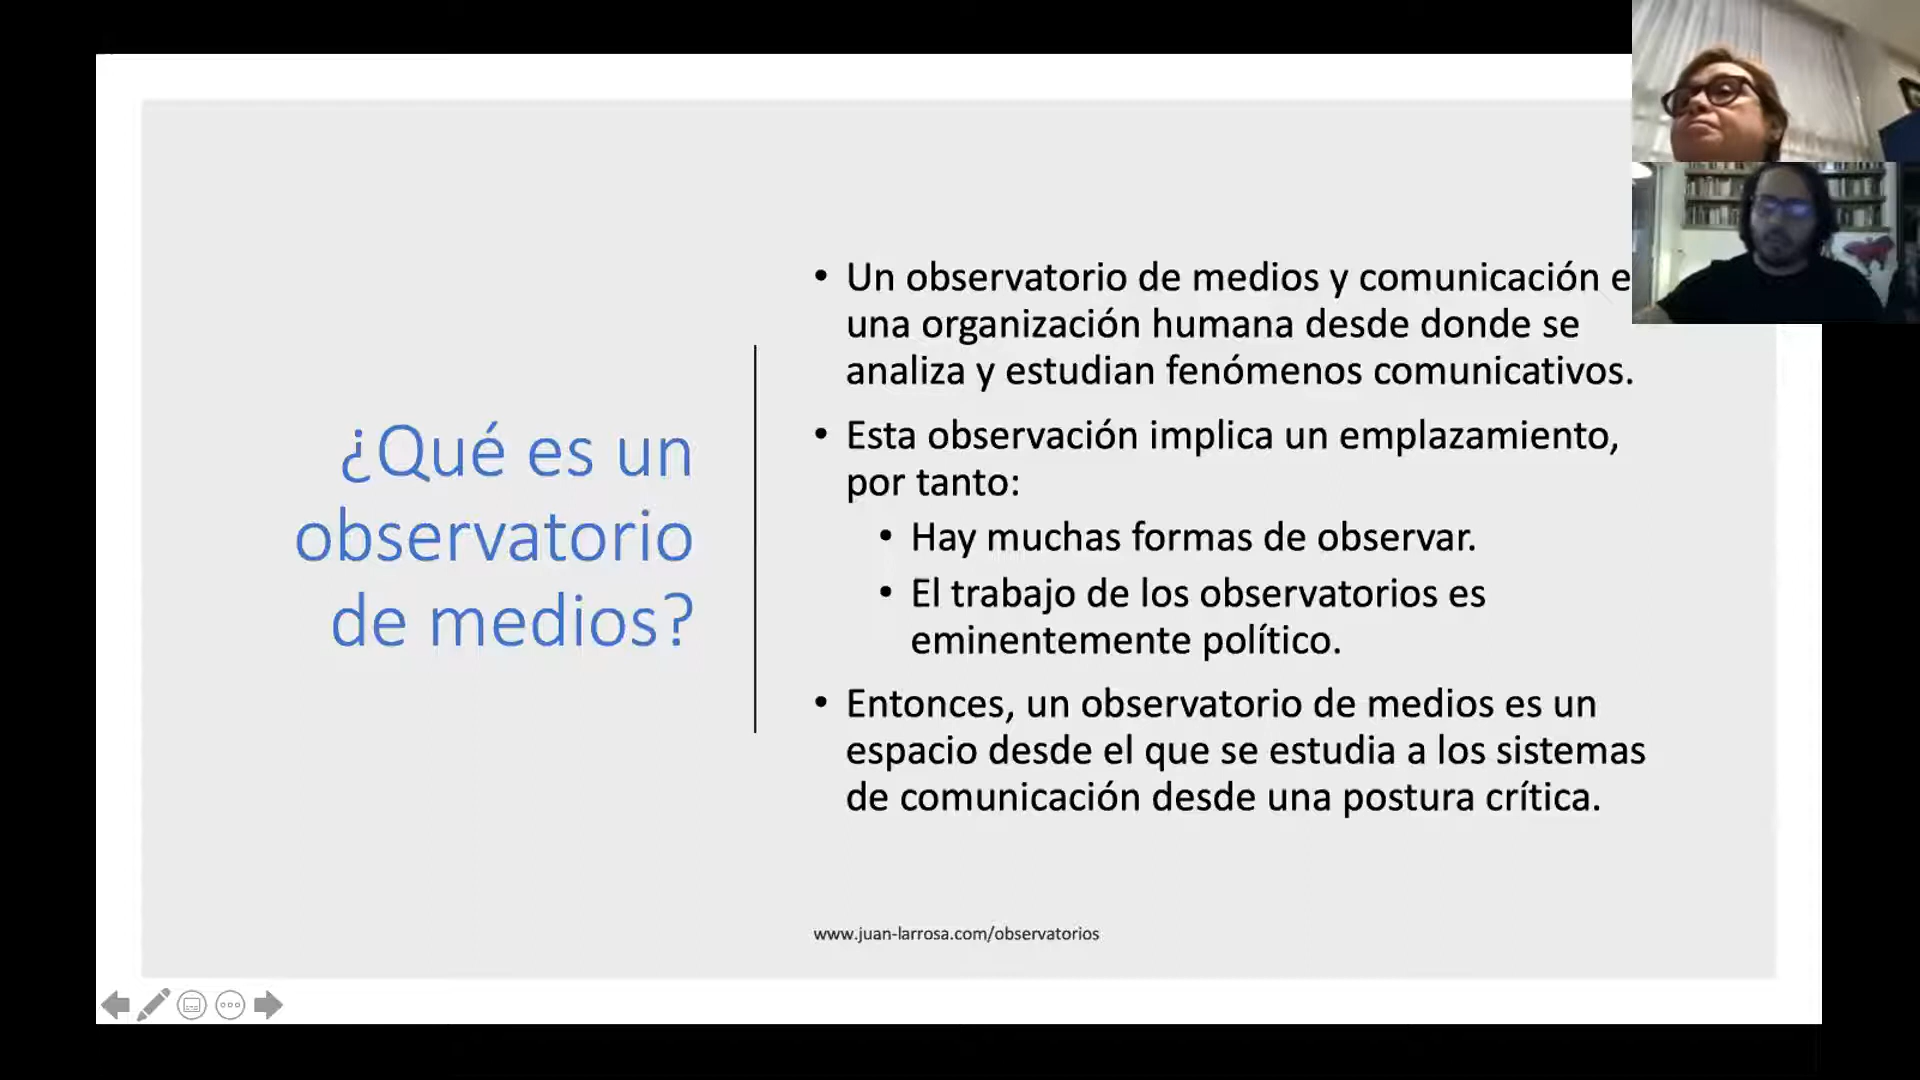 ¿Qué es un
observatorio
de medios?
• Un observatorio de medios y comunicación e
una organización humana desde donde se
analiza y estudian fenómenos comunicativos.
• Esta observación implica un emplazamiento,
por tanto:
• Hay muchas formas de observar.
• El trabajo de los observatorios es
eminentemente político.
• Entonces, un observatorio de medios es un
espacio desde el que se estudia a los sistemas
de comunicación desde una postura crítica.
www.juan-larrosa.com/observatorios